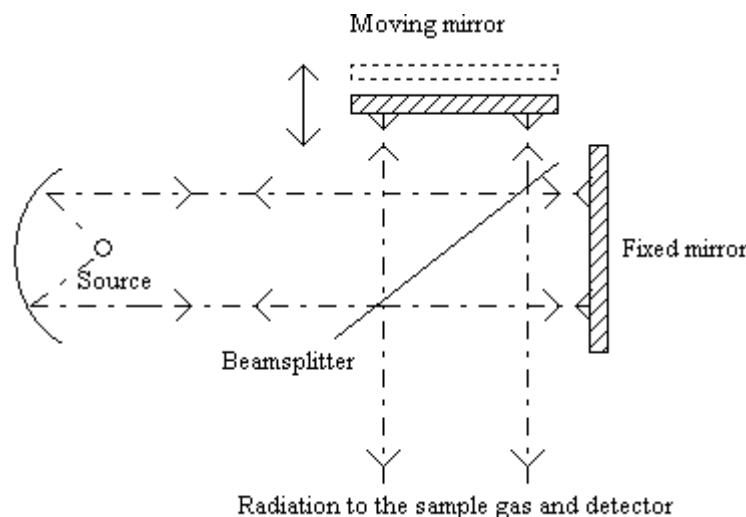 Moving mirror
Fixed mirror
Source
Beamsplitter
Radiation to the sample gas and detector